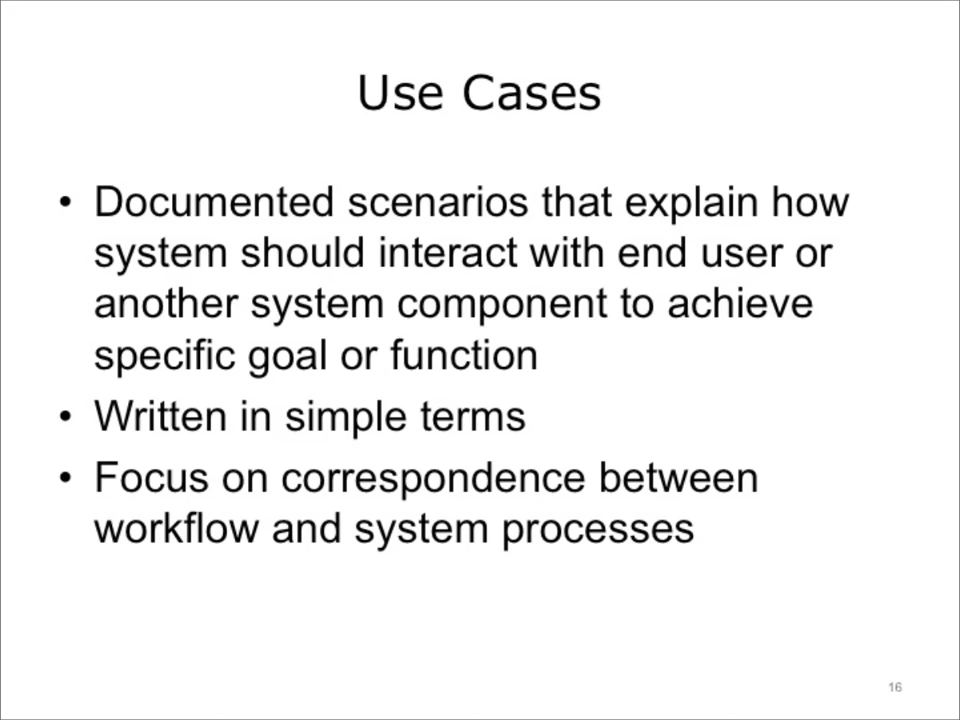 Use Cases
• Documented scenarios that explain how
system should interact with end user or
another system component to achieve
specific goal or function
• Written in simple terms
• Focus on correspondence between
workflow and system processes
16